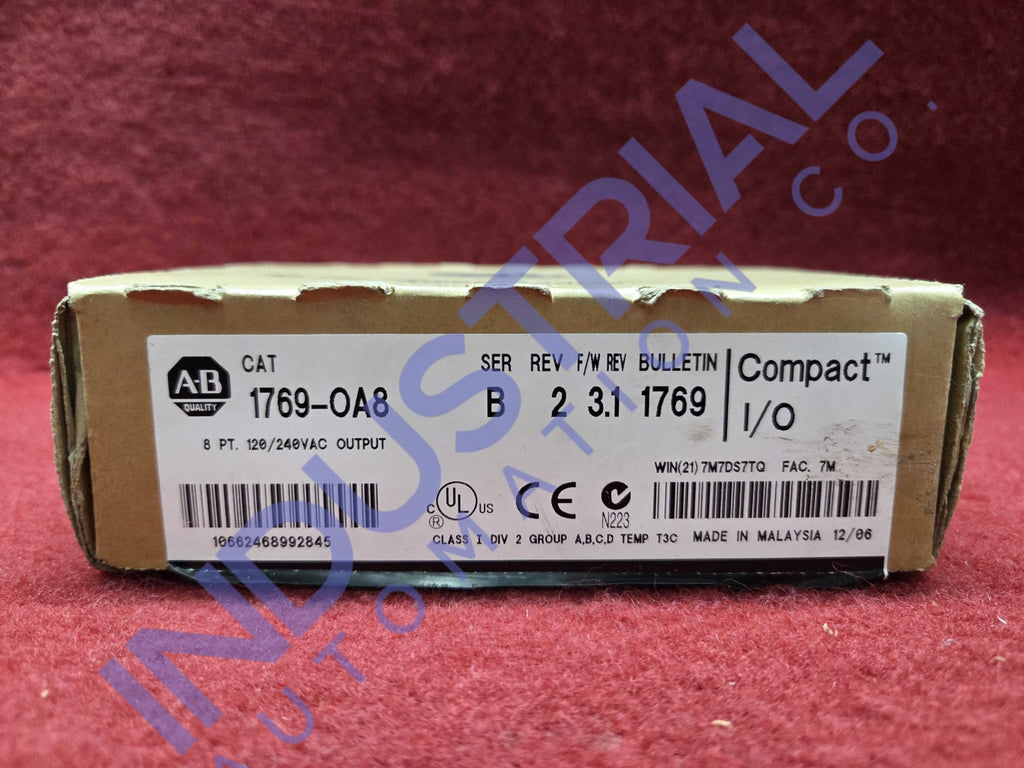 A·B
QUALITY
CAT
1769-OA8
8 PT. 120/240VAC OUTPUT
SER REV F/W REV BULLETIN
B 2 3.1 1769
Compact™
I/O
WIN(21) 7M7DS7TQ FAC. 7M
10662468992845
C UL US
®
CE
N223
CLASS I DIV 2 GROUP A,B,C,D TEMP T3C
MADE IN MALAYSIA 12/06
INDUSTRIAL
AUTOMATION CO.